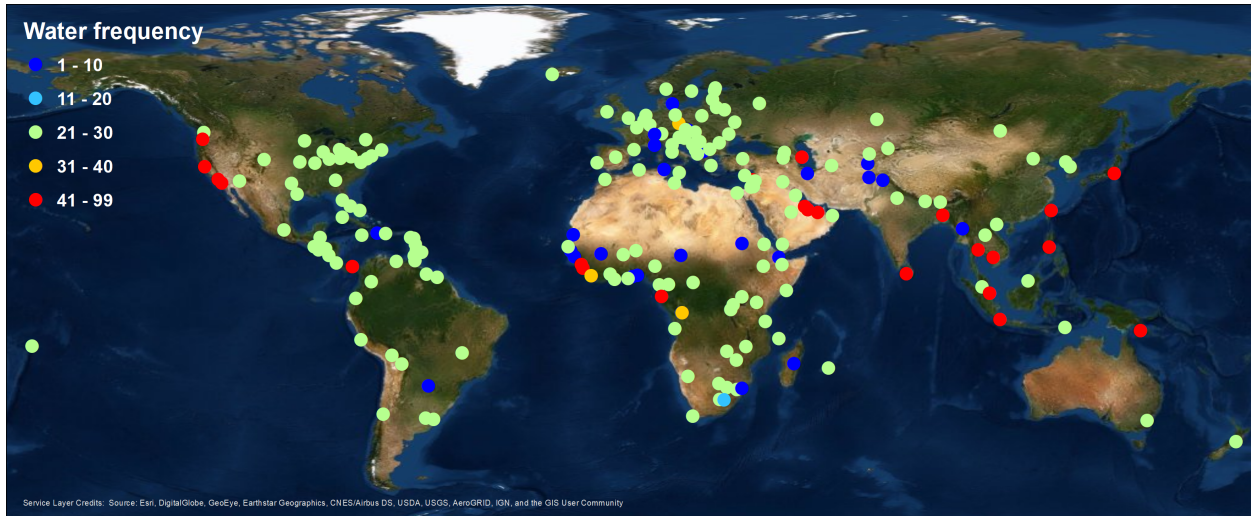 Water frequency
1 - 10
11 - 20
21 - 30
31 - 40
41 - 99
Service Layer Credits: Source: Esri, DigitalGlobe, GeoEye, Earthstar Geographics, CNES/Airbus DS, USDA, USGS, AeroGRID, IGN, and the GIS User Community